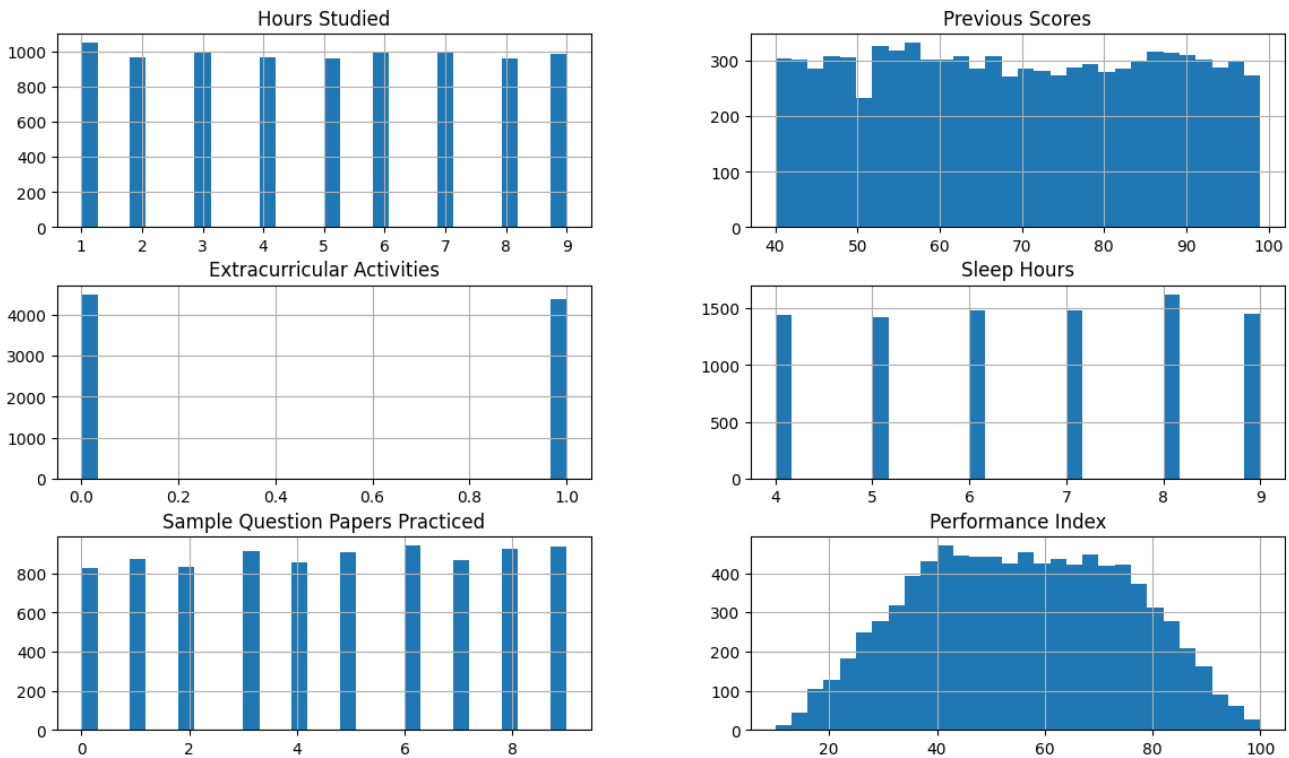 Hours Studied
1000
800
600
400
200
0
1 2 3 4 5 6 7 8 9
Previous Scores
300
200
100
0
40 50 60 70 80 90 100
Extracurricular Activities
4000
3000
2000
1000
0
0.0 0.2 0.4 0.6 0.8 1.0
Sleep Hours
1500
1000
500
0
4 5 6 7 8 9
Sample Question Papers Practiced
800
600
400
200
0
0 2 4 6 8
Performance Index
400
300
200
100
0
20 40 60 80 100